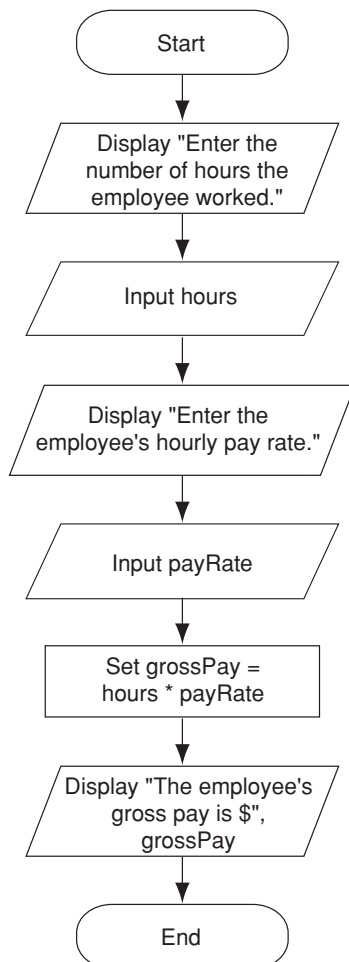 Start
Display "Enter the
number of hours the
employee worked."
Input hours
Display "Enter the
employee's hourly pay rate."
Input payRate
Set grossPay =
hours * payRate
Display "The employee's
gross pay is $",
grossPay
End